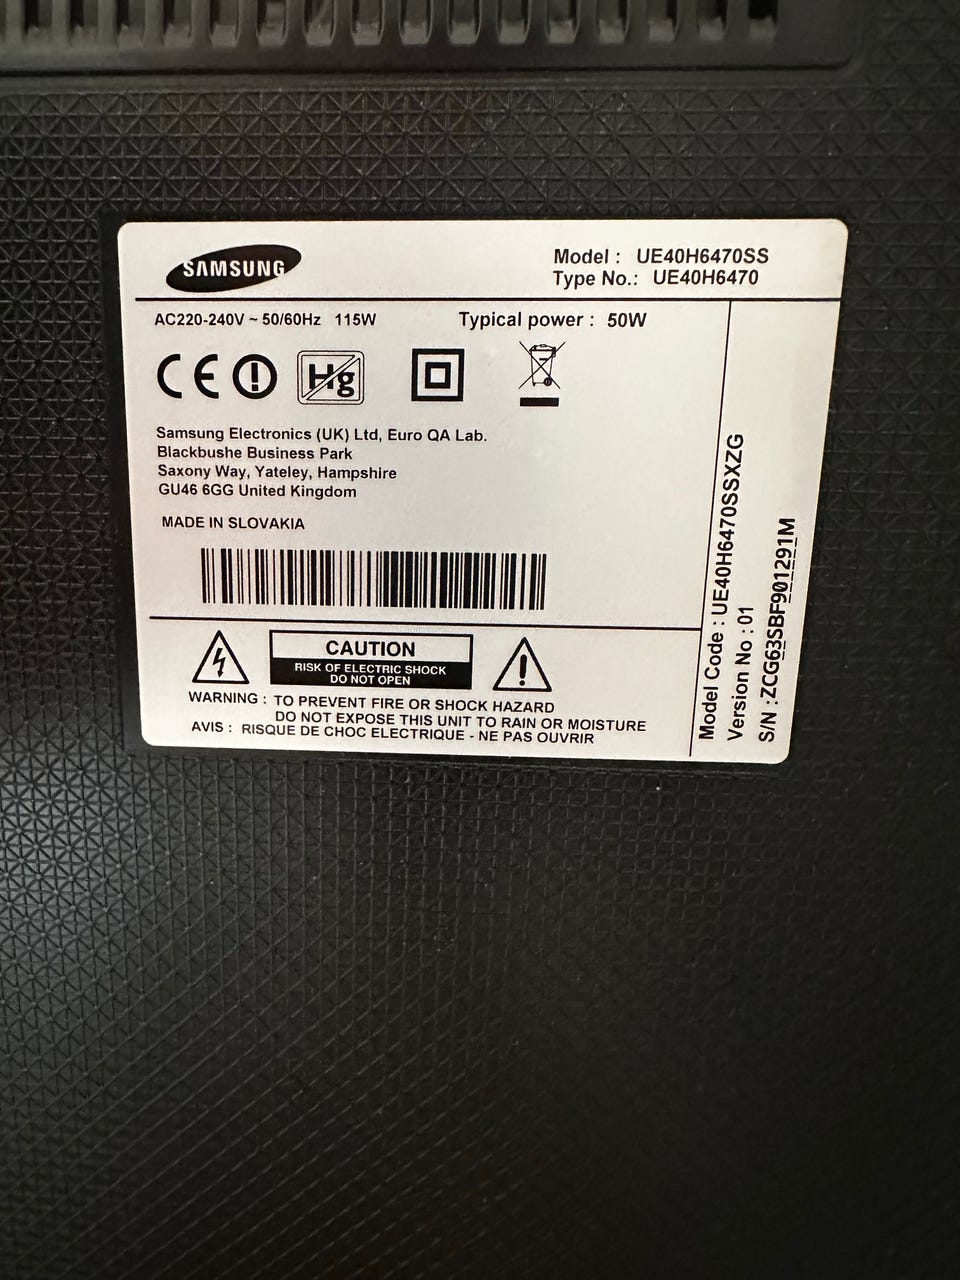 SAMSUNG
Model : UE40H6470SS
Type No.: UE40H6470
AC220-240V ~ 50/60Hz 115W
Typical power : 50W
CE
Hg
Samsung Electronics (UK) Ltd, Euro QA Lab.
Blackbushe Business Park
Saxony Way, Yateley, Hampshire
GU46 6GG United Kingdom
MADE IN SLOVAKIA
CAUTION
RISK OF ELECTRIC SHOCK
DO NOT OPEN
WARNING : TO PREVENT FIRE OR SHOCK HAZARD
DO NOT EXPOSE THIS UNIT TO RAIN OR MOISTURE
AVIS : RISQUE DE CHOC ELECTRIQUE - NE PAS OUVRIR
Model Code : UE40H6470SSXZG
Version No : 01
S/N :ZCG63SBF901291M